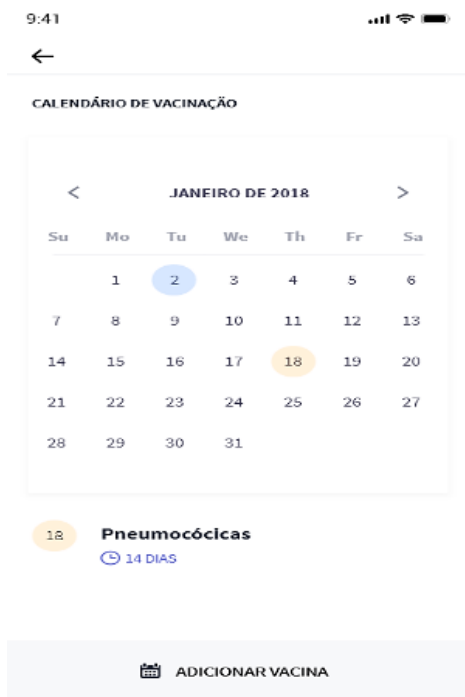 9:41
CALENDÁRIO DE VACINAÇÃO
< JANEIRO DE 2018 >
Su Mo Tu We Th Fr Sa
1 2 3 4 5 6
7 8 9 10 11 12 13
14 15 16 17 18 19 20
21 22 23 24 25 26 27
28 29 30 31
18 Pneumocócicas
14 DIAS
ADICIONAR VACINA